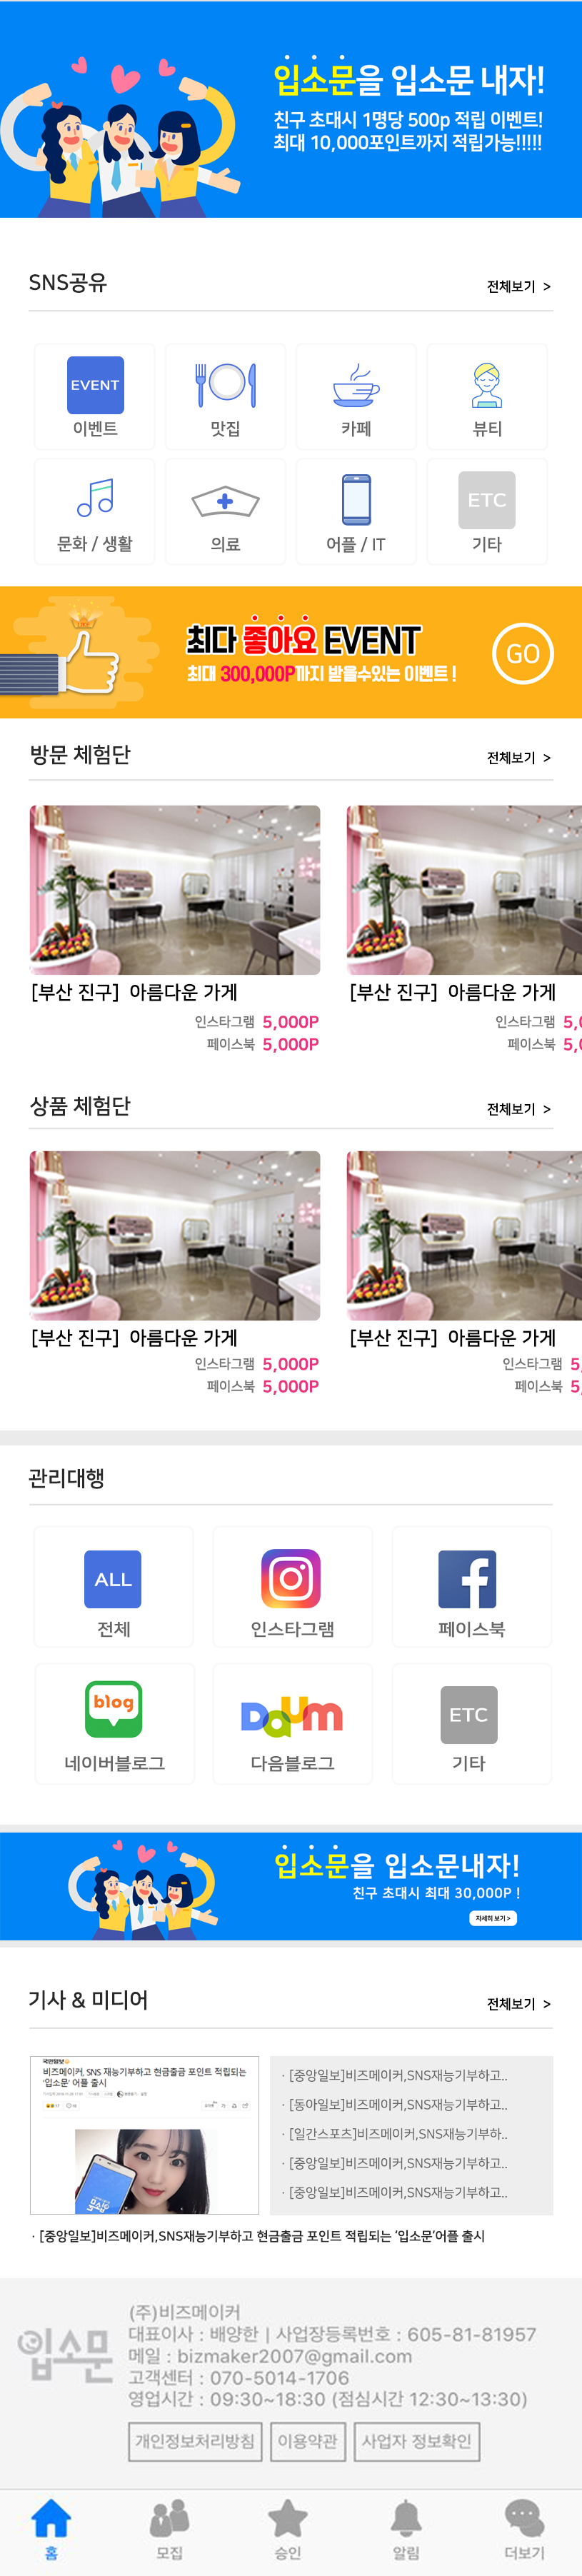 입소문을 입소문 내자!
친구 초대시 1명당 500p 적립 이벤트!
최대 10,000포인트까지 적립가능!!!!!
SNS공유
전체보기 >
EVENT
이벤트
맛집
카페
뷰티
문화 / 생활
의료
어플 / IT
ETC
기타
최다 좋아요 EVENT
최대 300,000P까지 받을수있는 이벤트 !
GO
방문 체험단
전체보기 >
[부산 진구] 아름다운 가게
인스타그램 5,000P
페이스북 5,000P
[부산 진구] 아름다운 가게
인스타그램 5,0
페이스북 5,0
상품 체험단
전체보기 >
[부산 진구] 아름다운 가게
인스타그램 5,000P
페이스북 5,000P
[부산 진구] 아름다운 가게
인스타그램 5,
페이스북 5,
관리대행
ALL
전체
인스타그램
페이스북
blog
네이버블로그
Daum
다음블로그
ETC
기타
입소문을 입소문내자!
친구 초대시 최대 30,000P !
자세히 보기 >
기사 & 미디어
전체보기 >
국민일보
비즈메이커, SNS 재능기부하고 현금출금 포인트 적립되는
'입소문' 어플 출시
· [중앙일보]비즈메이커,SNS재능기부하고..
· [동아일보]비즈메이커,SNS재능기부하고..
· [일간스포츠]비즈메이커,SNS재능기부하..
· [중앙일보]비즈메이커,SNS재능기부하고..
· [중앙일보]비즈메이커,SNS재능기부하고..
· [중앙일보]비즈메이커,SNS재능기부하고 현금출금 포인트 적립되는 '입소문'어플 출시
입소문
(주)비즈메이커
대표이사 : 배양한 | 사업장등록번호 : 605-81-81957
메일 : bizmaker2007@gmail.com
고객센터 : 070-5014-1706
영업시간 : 09:30~18:30 (점심시간 12:30~13:30)
개인정보처리방침
이용약관
사업자 정보확인
홈
모집
승인
알림
더보기